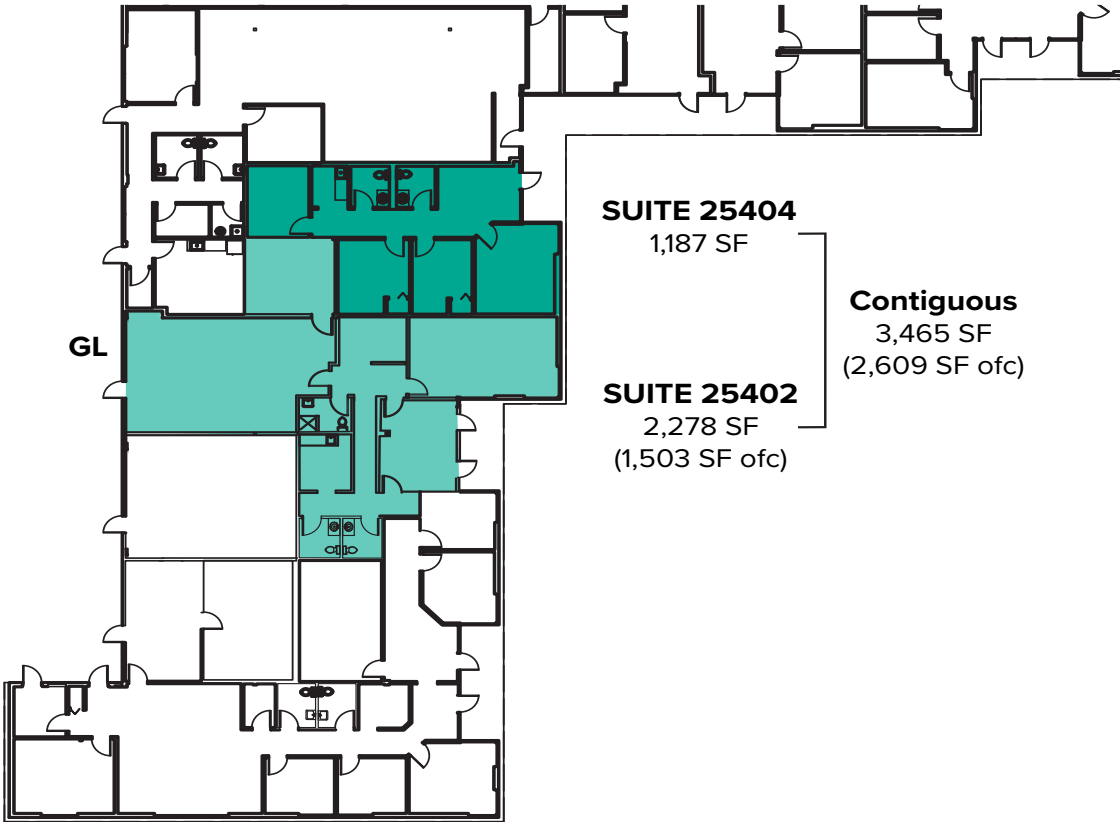 SUITE 25404
1,187 SF
Contiguous
3,465 SF
(2,609 SF ofc)
GL
SUITE 25402
2,278 SF
(1,503 SF ofc)